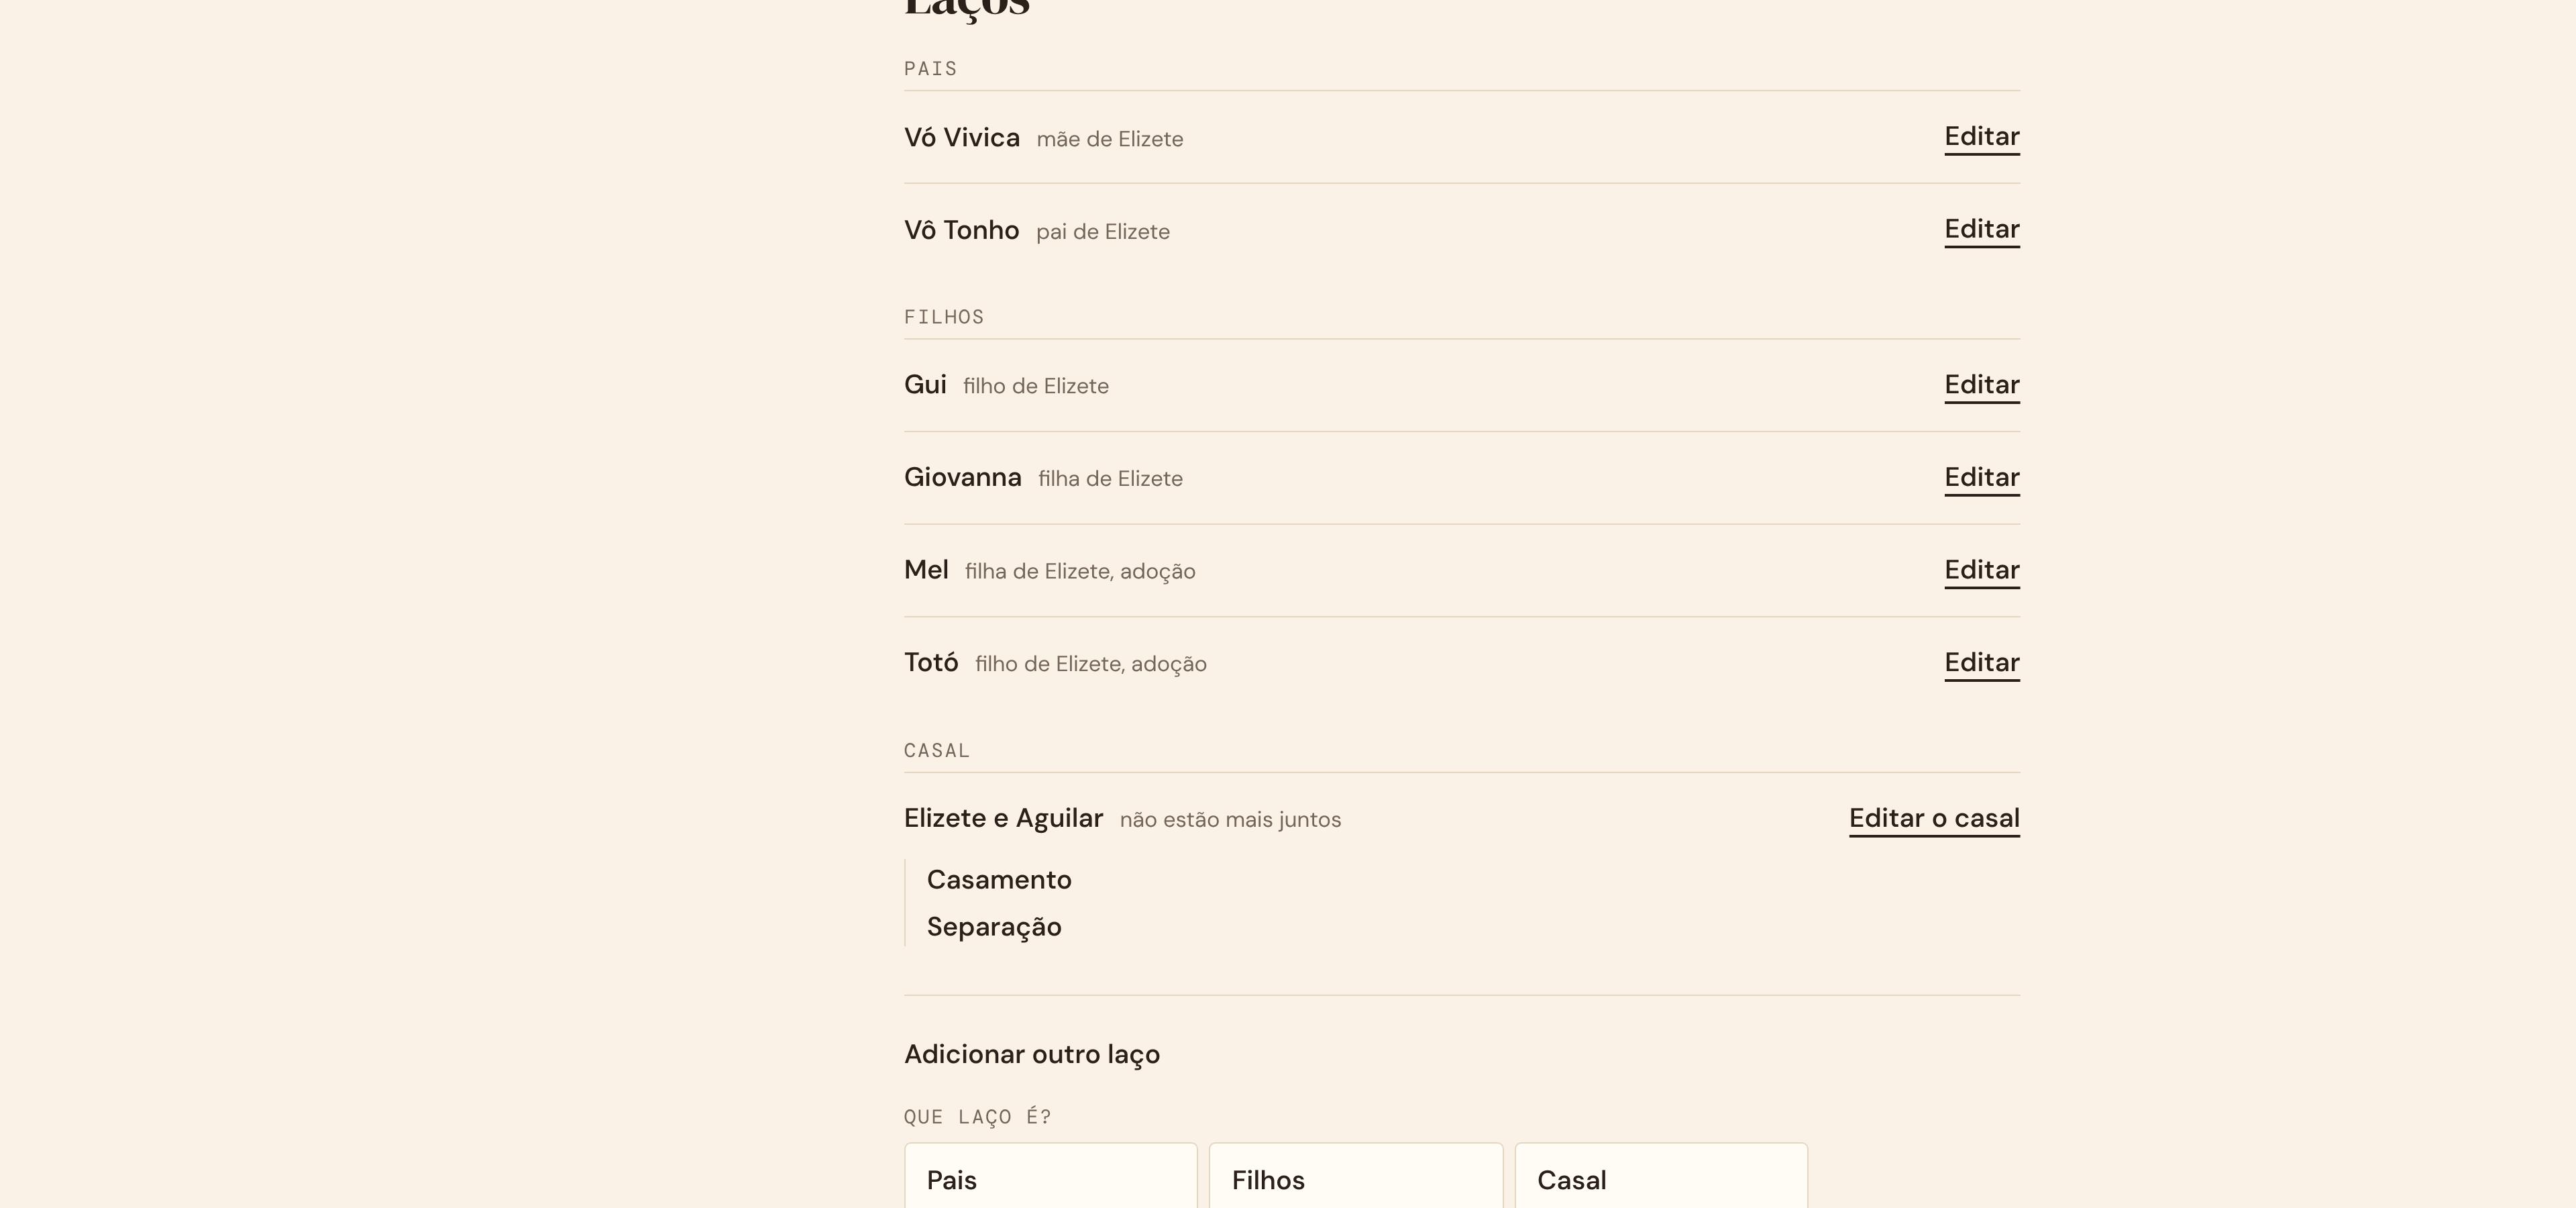 Laços
PAIS
Vó Vivica mãe de Elizete Editar
Vô Tonho pai de Elizete Editar
FILHOS
Gui filho de Elizete Editar
Giovanna filha de Elizete Editar
Mel filha de Elizete, adoção Editar
Totó filho de Elizete, adoção Editar
CASAL
Elizete e Aguilar não estão mais juntos Editar o casal
Casamento
Separação
Adicionar outro laço
QUE LAÇO É?
Pais Filhos Casal